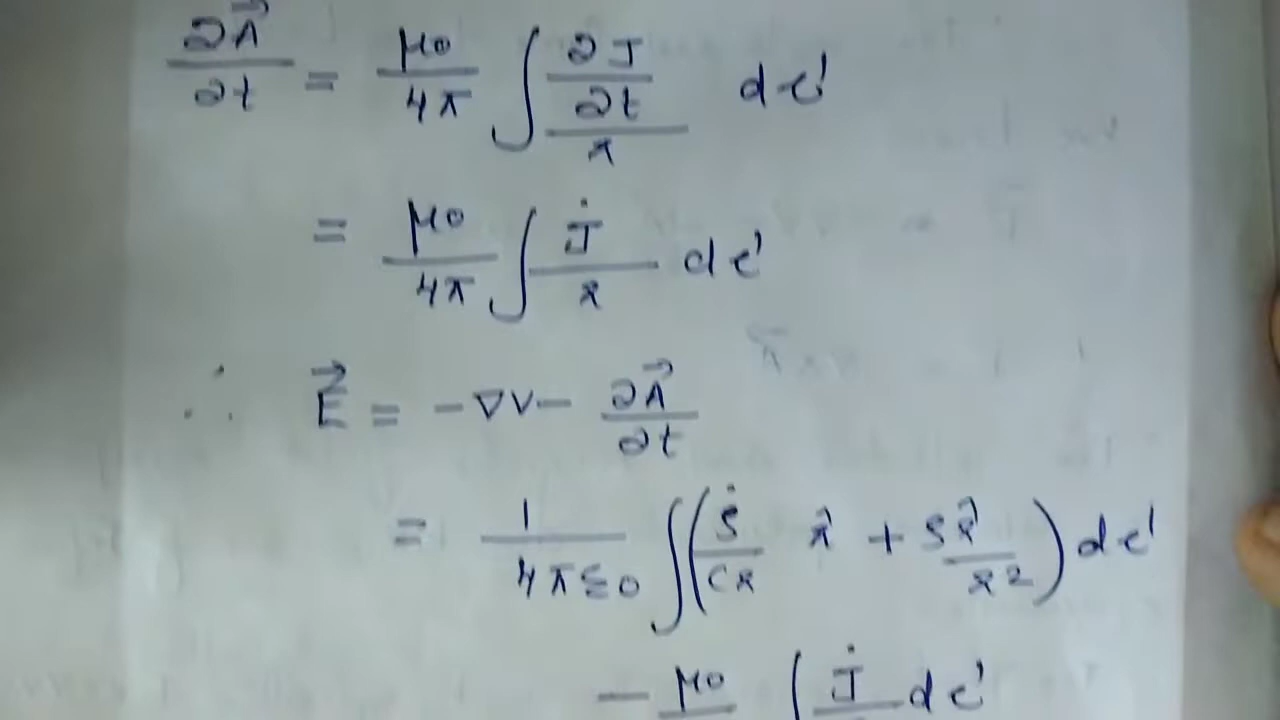 ∂A⃗/∂t = μ0/4π ∫ (∂J/∂t)/r dτ'
= μ0/4π ∫ J̇/r dτ'
∴ E⃗ = -∇V - ∂A⃗/∂t
= 1/4πε0 ∫ (ρ̇/cr r̂ + ρr̂/r²) dτ'
- μ0 ∫ J̇ dτ'